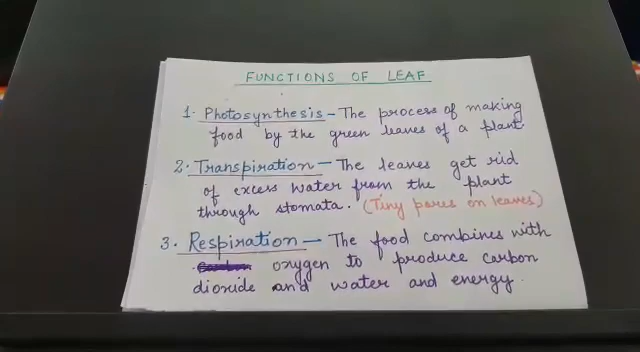 FUNCTIONS OF LEAF
1. Photosynthesis - The process of making
food by the green leaves of a plant.
2. Transpiration - The leaves get rid
of excess water from the plant
through stomata. (Tiny pores on leaves)
3. Respiration - The food combines with
oxygen to produce carbon
dioxide and water and energy.